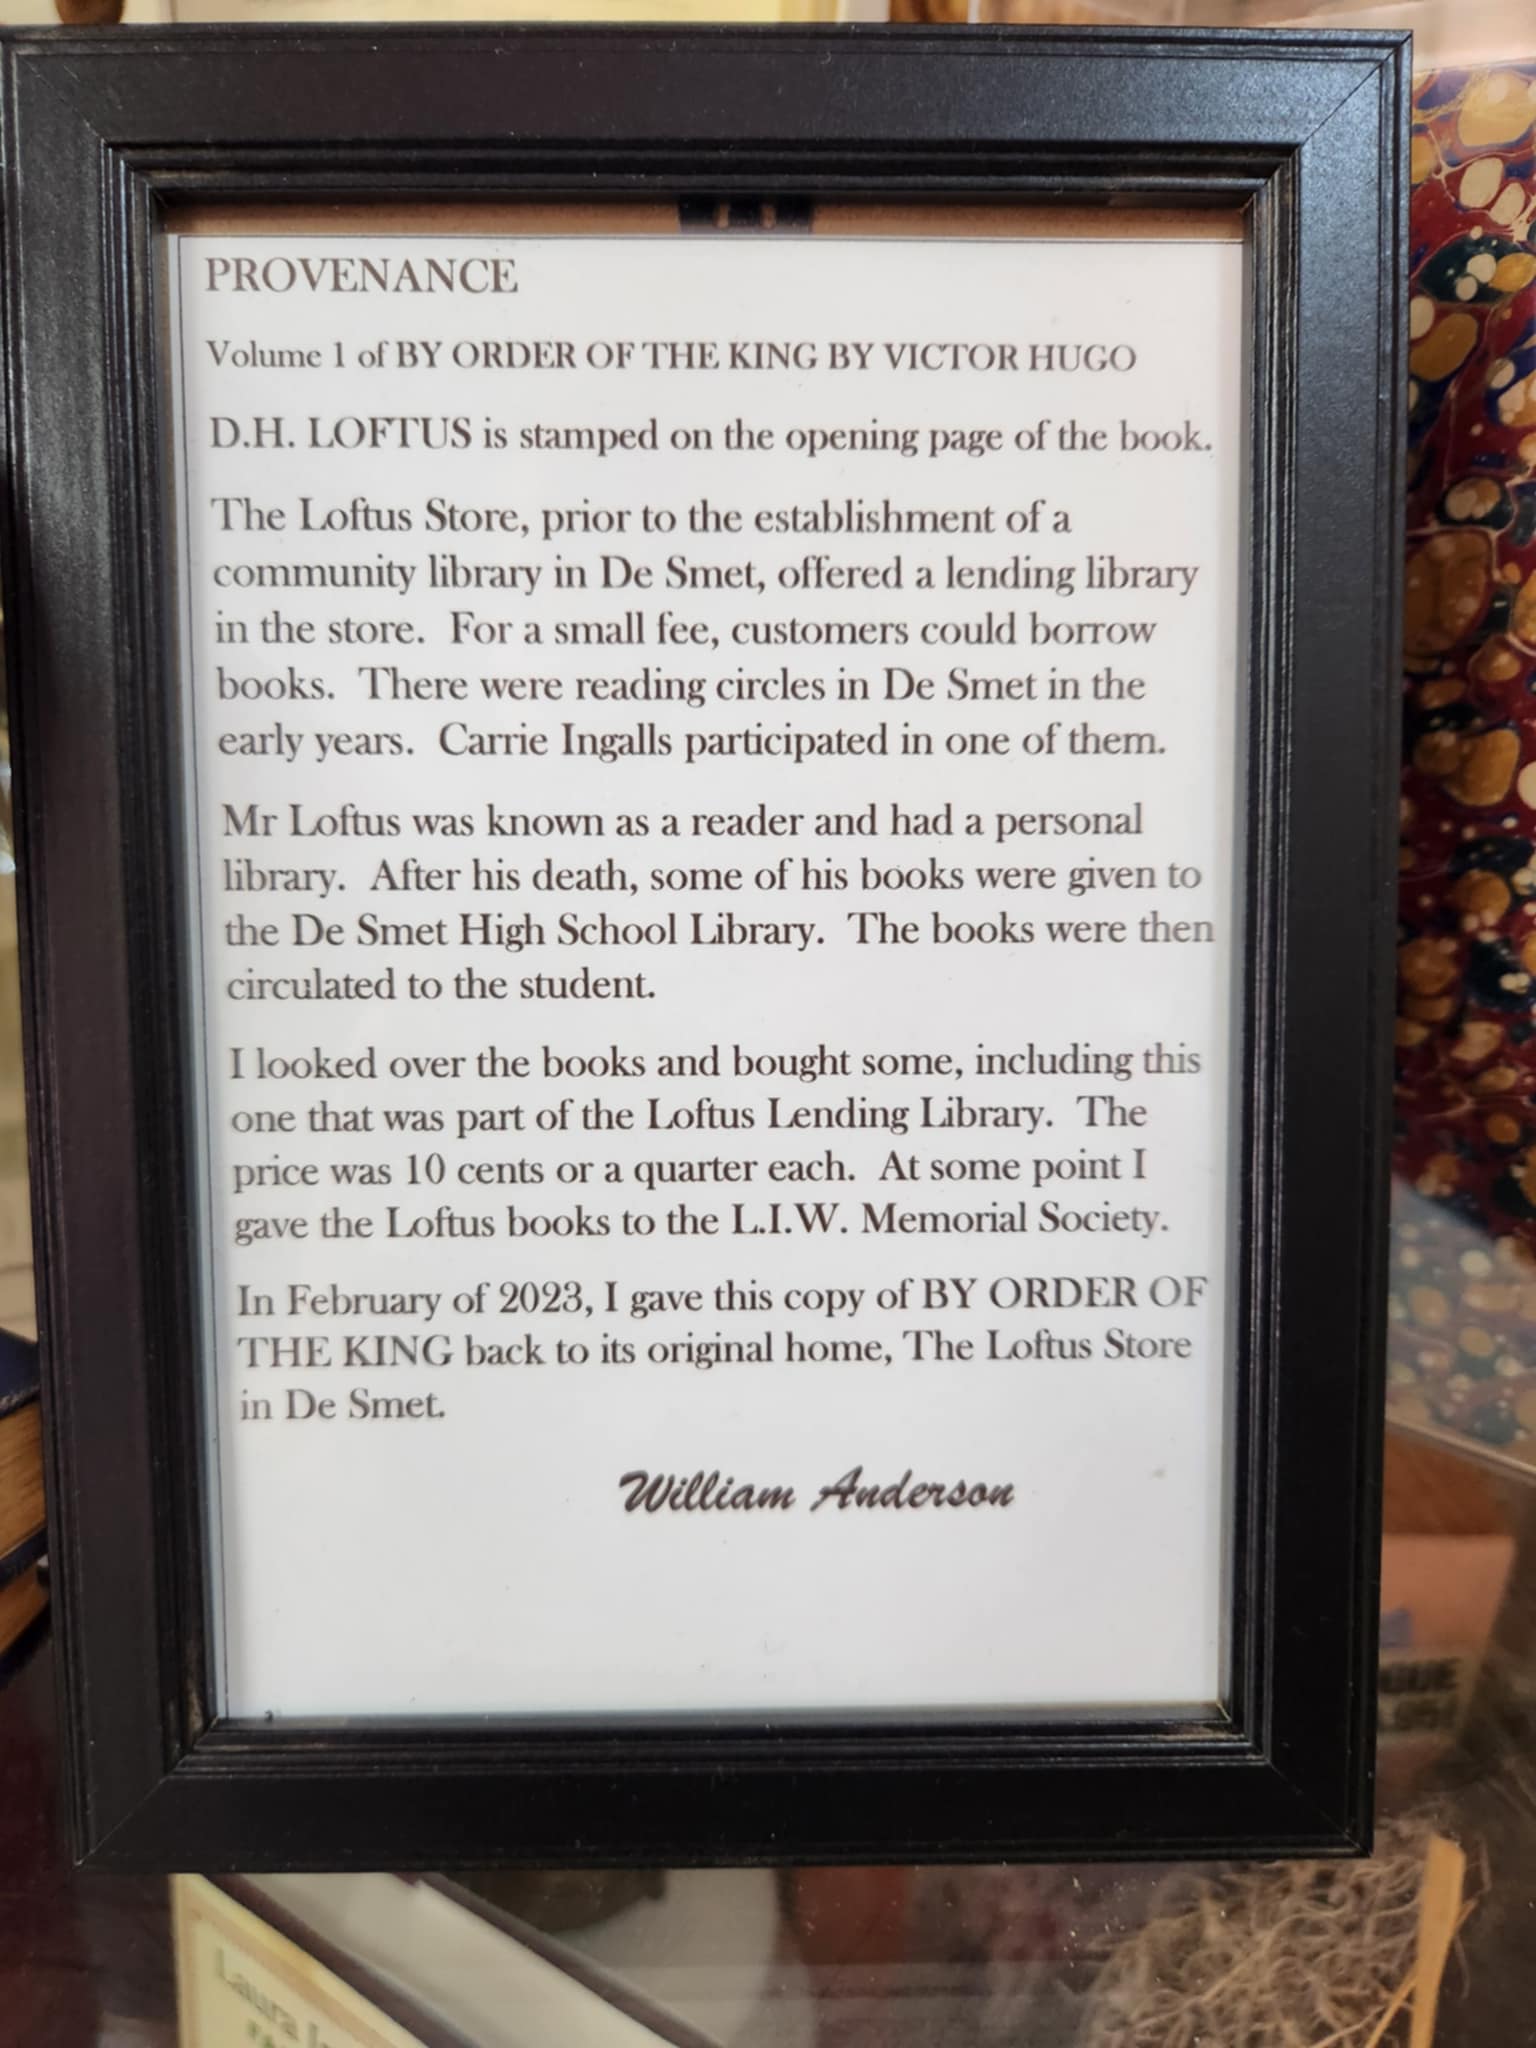 PROVENANCE
Volume 1 of BY ORDER OF THE KING BY VICTOR HUGO
D.H. LOFTUS is stamped on the opening page of the book.
The Loftus Store, prior to the establishment of a
community library in De Smet, offered a lending library
in the store. For a small fee, customers could borrow
books. There were reading circles in De Smet in the
early years. Carrie Ingalls participated in one of them.
Mr Loftus was known as a reader and had a personal
library. After his death, some of his books were given to
the De Smet High School Library. The books were then
circulated to the student.
I looked over the books and bought some, including this
one that was part of the Loftus Lending Library. The
price was 10 cents or a quarter each. At some point I
gave the Loftus books to the L.I.W. Memorial Society.
In February of 2023, I gave this copy of BY ORDER OF
THE KING back to its original home, The Loftus Store
in De Smet.
William Anderson
Laura